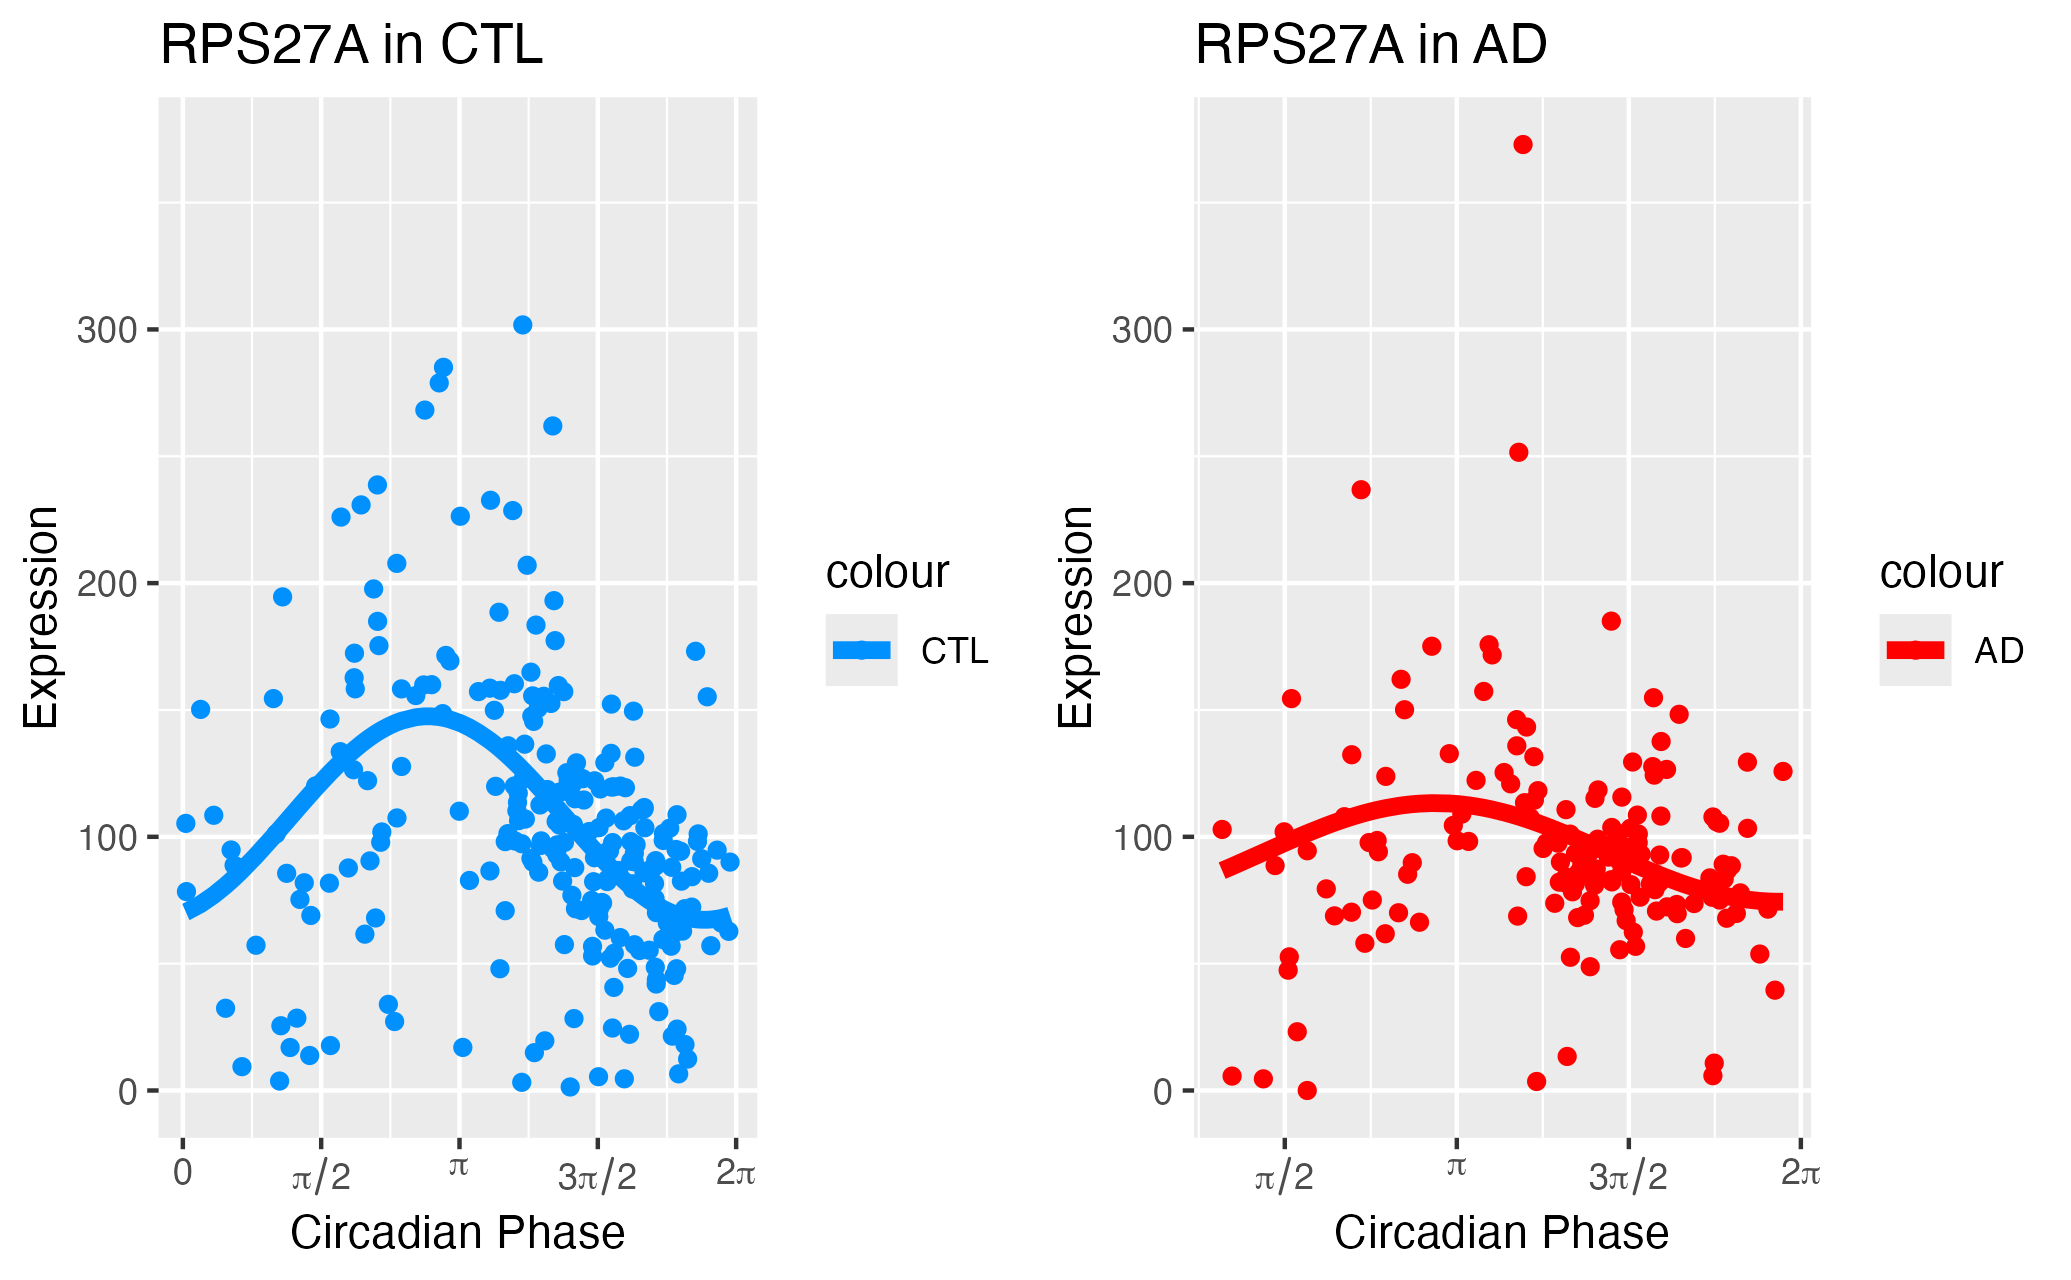 RPS27A in CTL
Expression
300
200
100
0
0 π/2 π 3π/2 2π
Circadian Phase
colour
CTL
RPS27A in AD
Expression
300
200
100
0
π/2 π 3π/2 2π
Circadian Phase
colour
AD